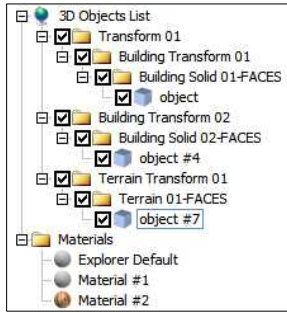 3D Objects List
Transform 01
Building Transform 01
Building Solid 01-FACES
object
Building Transform 02
Building Solid 02-FACES
object #4
Terrain Transform 01
Terrain 01-FACES
object #7
Materials
Explorer Default
Material #1
Material #2